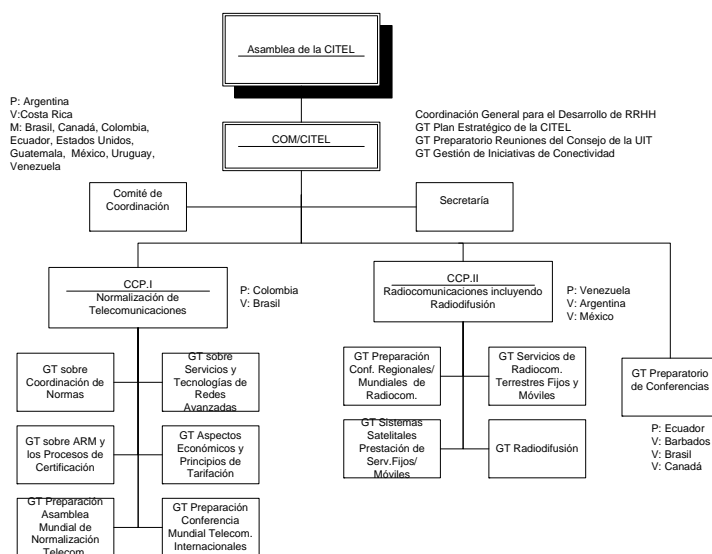 Asamblea de la CITEL
P: Argentina
V:Costa Rica
M: Brasil, Canadá, Colombia,
Ecuador, Estados Unidos,
Guatemala, México, Uruguay,
Venezuela
COM/CITEL
Coordinación General para el Desarrollo de RRHH
GT Plan Estratégico de la CITEL
GT Preparatorio Reuniones del Consejo de la UIT
GT Gestión de Iniciativas de Conectividad
Comité de
Coordinación
Secretaría
CCP.I
Normalización de
Telecomunicaciones
P: Colombia
V: Brasil
CCP.II
Radiocomunicaciones incluyendo
Radiodifusión
P: Venezuela
V: Argentina
V: México
GT sobre
Coordinación de
Normas
GT sobre
Servicios y
Tecnologías de
Redes
Avanzadas
GT sobre ARM y
los Procesos de
Certificación
GT Aspectos
Económicos y
Principios de
Tarifación
GT Preparación
Asamblea
Mundial de
Normalización
Telecom.
GT Preparación
Conferencia
Mundial Telecom.
Internacionales
GT Preparación
Conf. Regionales/
Mundiales de
Radiocom.
GT Servicios de
Radiocom.
Terrestres Fijos y
Móviles
GT Sistemas
Satelitales
Prestación de
Serv.Fijos/
Móviles
GT Radiodifusión
GT Preparatorio
de Conferencias
P: Ecuador
V: Barbados
V: Brasil
V: Canadá